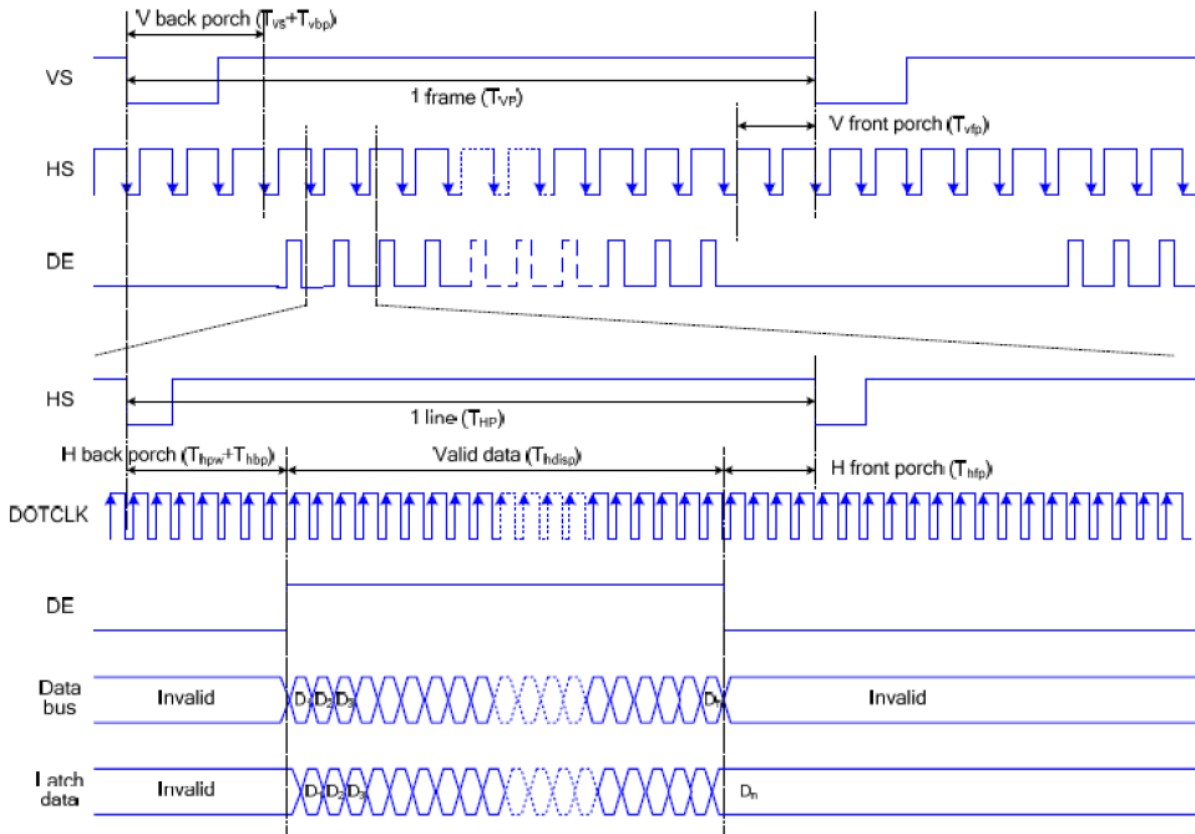 V back porch (Tvs+Tvbp)
VS
1 frame (TVP)
V front porch (Tvfp)
HS
DE
HS
1 line (THP)
H back porch (Thpw+Thbp)
Valid data (Thdisp)
H front porch (Thfp)
DOTCLK
DE
Data
bus
Invalid
D1 D2 D3
Dn
Invalid
Latch
data
Invalid
D1 D2 D3
Dn